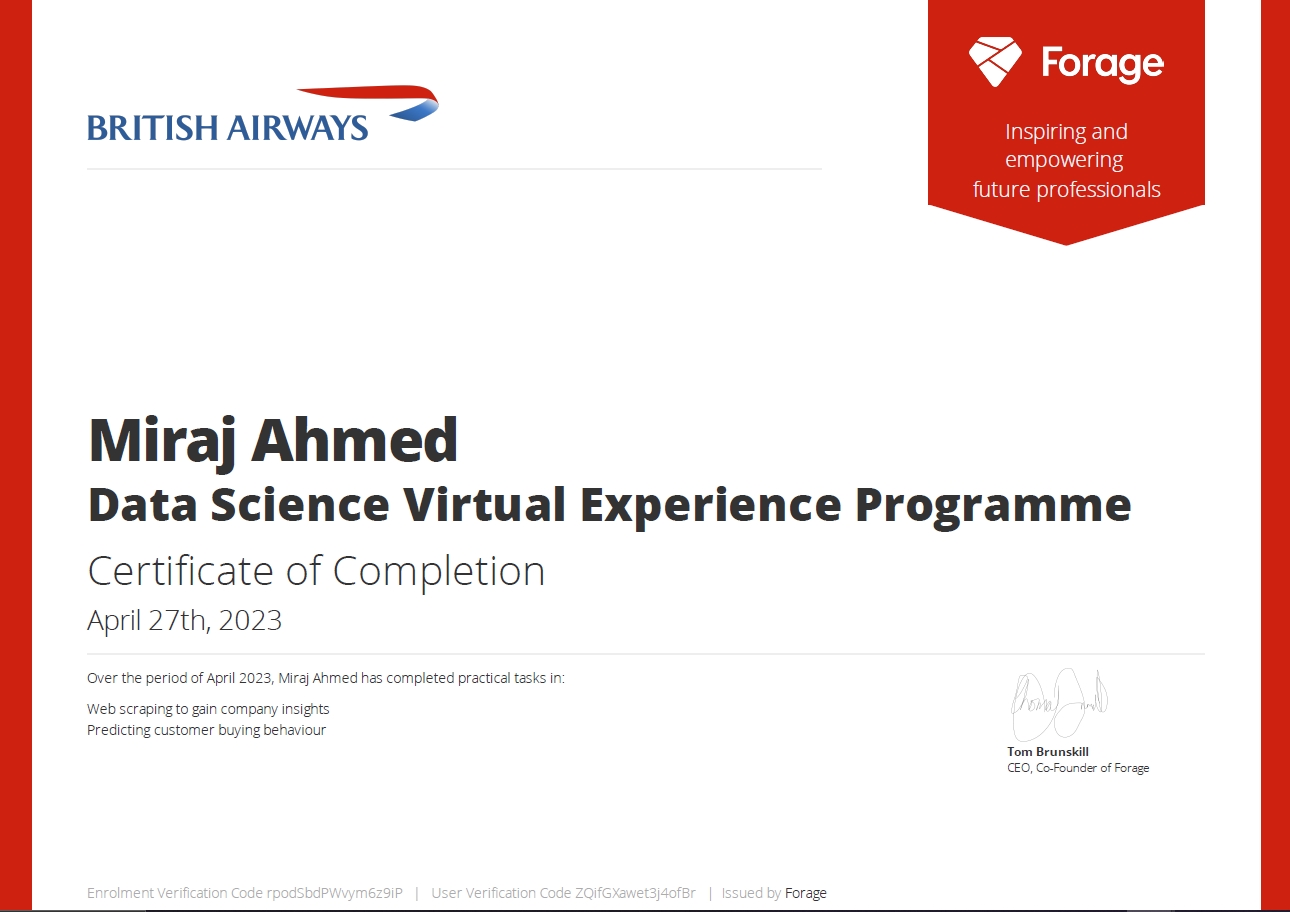 BRITISH AIRWAYS
Forage
Inspiring and
empowering
future professionals
Miraj Ahmed
Data Science Virtual Experience Programme
Certificate of Completion
April 27th, 2023
Over the period of April 2023, Miraj Ahmed has completed practical tasks in:
Web scraping to gain company insights
Predicting customer buying behaviour
Tom Brunskill
CEO, Co-Founder of Forage
Enrolment Verification Code rpodSbdPWvym6z9iP | User Verification Code ZQifGXawet3j4ofBr | Issued by Forage